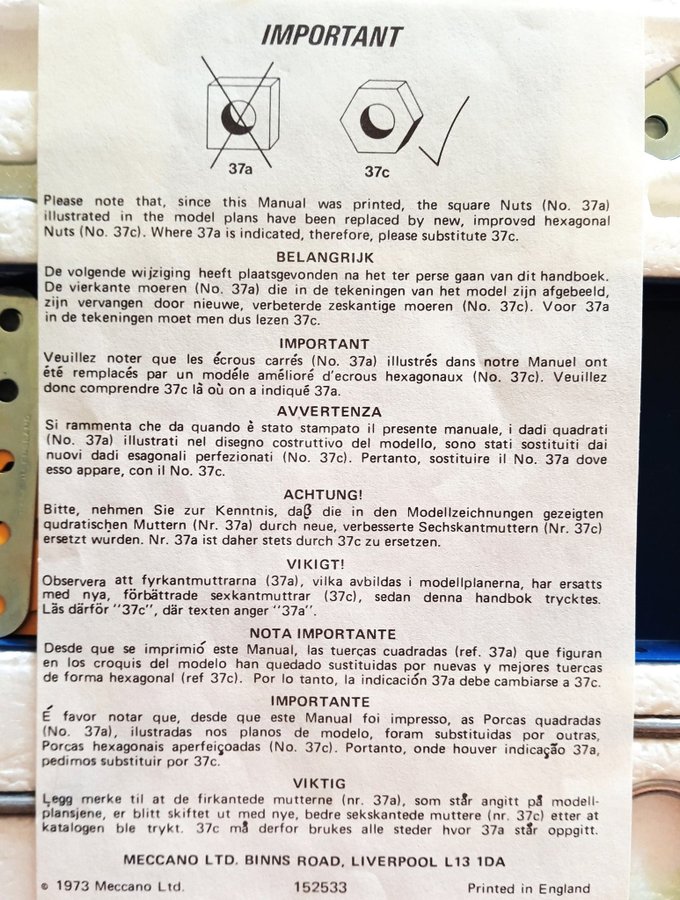 IMPORTANT
37a
37c
Please note that, since this Manual was printed, the square Nuts (No. 37a)
illustrated in the model plans have been replaced by new, improved hexagonal
Nuts (No. 37c). Where 37a is indicated, therefore, please substitute 37c.
BELANGRIJK
De volgende wijziging heeft plaatsgevonden na het ter perse gaan van dit handboek.
De vierkante moeren (No. 37a) die in de tekeningen van het model zijn afgebeeld,
zijn vervangen door nieuwe, verbeterde zeskantige moeren (No. 37c). Voor 37a
in de tekeningen moet men dus lezen 37c.
IMPORTANT
Veuillez noter que les écrous carrés (No. 37a) illustrés dans notre Manuel ont
été remplacés par un modéle amélioré d'ecrous hexagonaux (No. 37c). Veuillez
donc comprendre 37c là où on a indiqué 37a.
AVVERTENZA
Si rammenta che da quando è stato stampato il presente manuale, i dadi quadrati
(No. 37a) illustrati nel disegno costruttivo del modello, sono stati sostituiti dai
nuovi dadi esagonali perfezionati (No. 37c). Pertanto, sostituire il No. 37a dove
esso appare, con il No. 37c.
ACHTUNG!
Bitte, nehmen Sie zur Kenntnis, daß die in den Modellzeichnungen gezeigten
qudratischen Muttern (Nr. 37a) durch neue, verbesserte Sechskantmuttern (Nr. 37c)
ersetzt wurden. Nr. 37a ist daher stets durch 37c zu ersetzen.
VIKIGT!
Observera att fyrkantmuttrarna (37a), vilka avbildas i modellplanerna, har ersatts
med nya, förbättrade sexkantmuttrar (37c), sedan denna handbok trycktes.
Läs därför "37c", där texten anger "37a".
NOTA IMPORTANTE
Desde que se imprimió este Manual, las tuerças cuadradas (ref. 37a) que figuran
en los croquis del modelo han quedado sustituidas por nuevas y mejores tuercas
de forma hexagonal (ref 37c). Por lo tanto, la indicación 37a debe cambiarse a 37c.
IMPORTANTE
É favor notar que, desde que este Manual foi impresso, as Porcas quadradas
(No. 37a), ilustradas nos planos de modelo, foram substituidas por outras,
Porcas hexagonais aperfeiçoadas (No. 37c). Portanto, onde houver indicação 37a,
pedimos substituir por 37c.
VIKTIG
Legg merke til at de firkantede mutterne (nr. 37a), som står angitt på modell-
plansjene, er blitt skiftet ut med nye, bedre sekskantede muttere (nr. 37c) etter at
katalogen ble trykt. 37c må derfor brukes alle steder hvor 37a står oppgitt.
MECCANO LTD. BINNS ROAD, LIVERPOOL L13 1DA
© 1973 Meccano Ltd. 152533 Printed in England